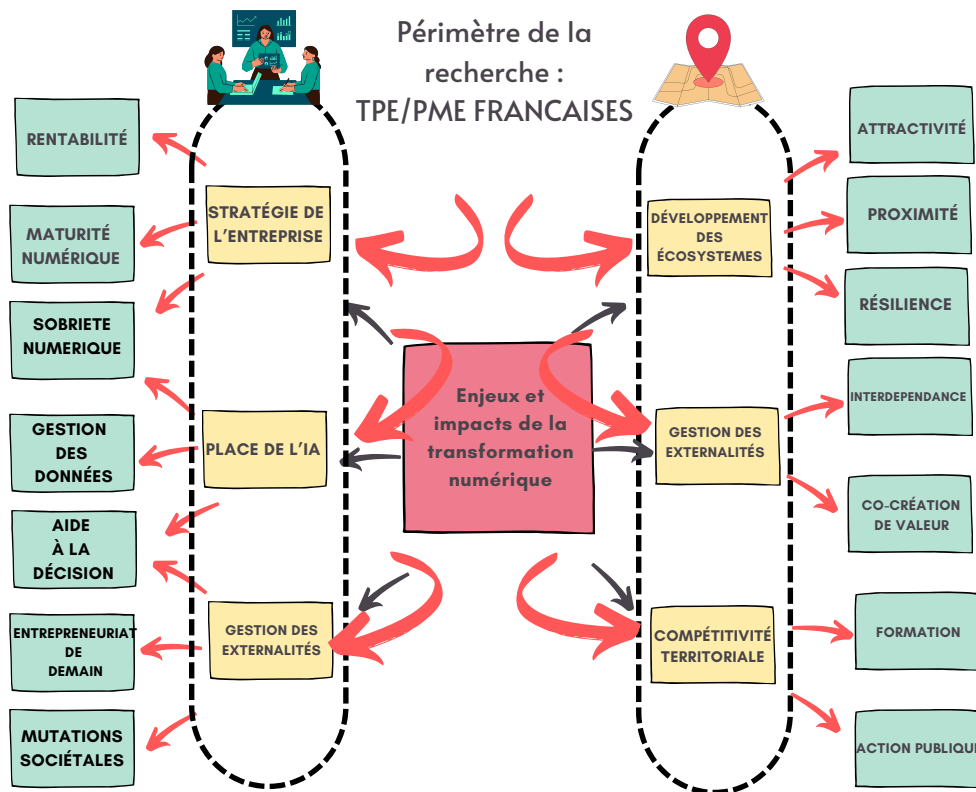 Périmètre de la
recherche :
TPE/PME FRANCAISES
RENTABILITÉ
MATURITÉ
NUMÉRIQUE
SOBRIETE
NUMERIQUE
GESTION
DES
DONNÉES
AIDE
À LA
DÉCISION
ENTREPRENEURIAT
DE
DEMAIN
MUTATIONS
SOCIÉTALES
STRATÉGIE DE
L'ENTREPRISE
PLACE DE L'IA
GESTION DES
EXTERNALITÉS
Enjeux et
impacts de la
transformation
numérique
DÉVELOPPEMENT
DES
ÉCOSYSTEMES
GESTION DES
EXTERNALITÉS
COMPÉTITIVITÉ
TERRITORIALE
ATTRACTIVITÉ
PROXIMITÉ
RÉSILIENCE
INTERDEPENDANCE
CO-CRÉATION
DE VALEUR
FORMATION
ACTION PUBLIQUE